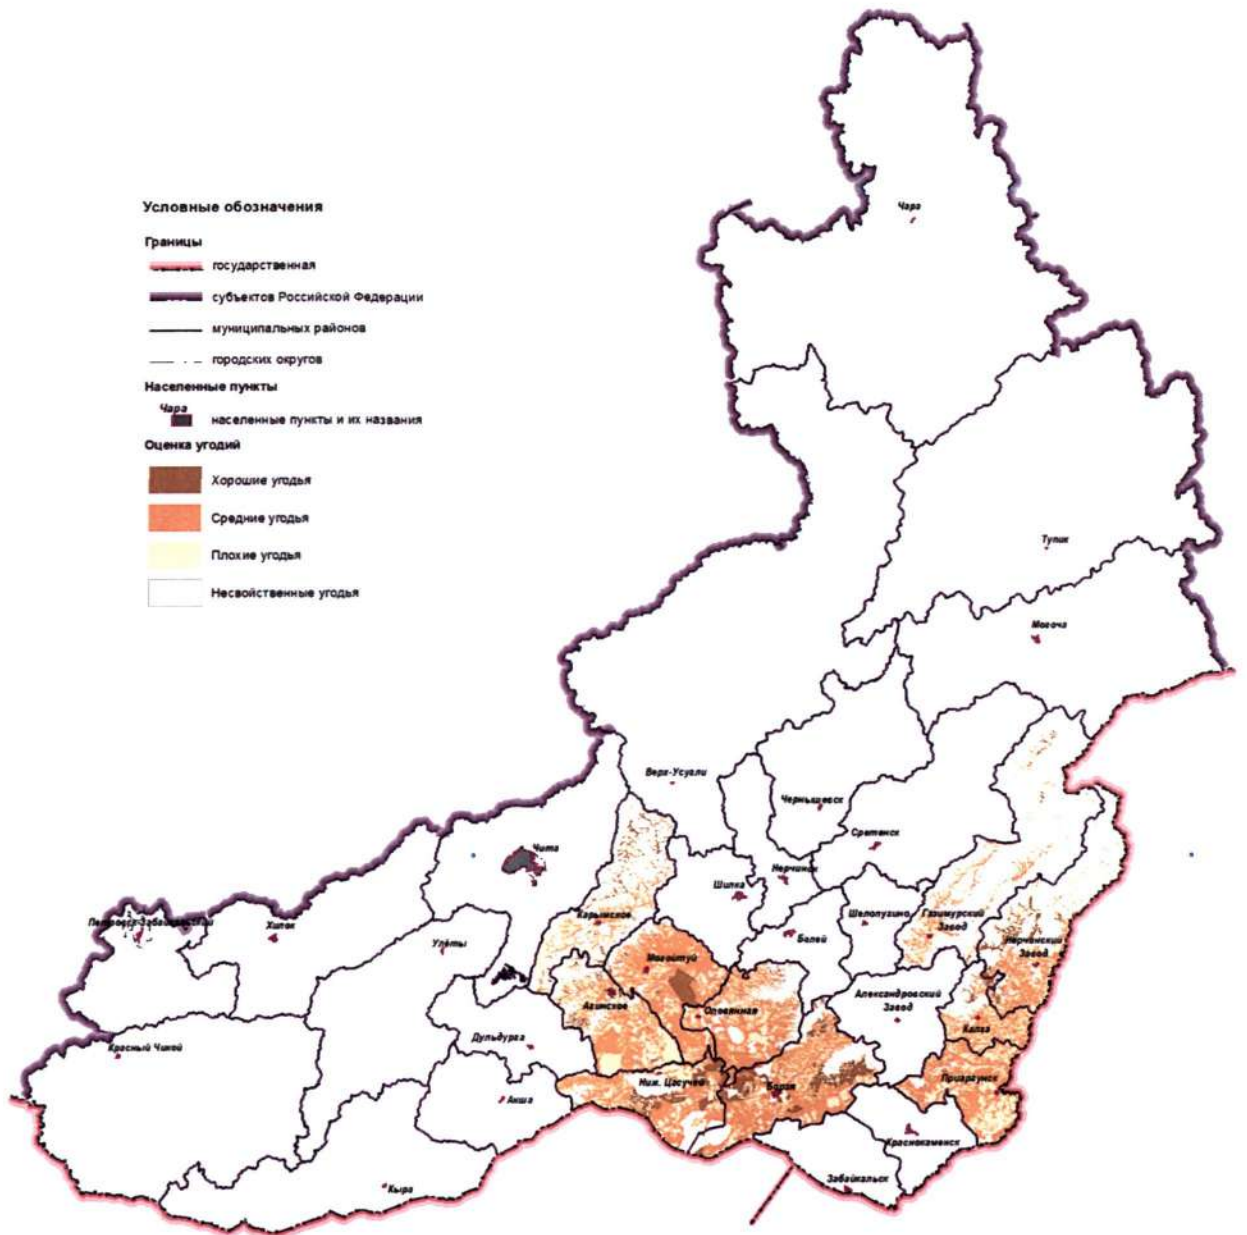 Условные обозначения
Границы
государственная
субъектов Российской Федерации
муниципальных районов
городских округов
Населенные пункты
Чара
населенные пункты и их названия
Оценка угодий
Хорошие угодья
Средние угодья
Плохие угодья
Несвойственные угодья
Чара
Тупик
Могоча
Верх-Усугли
Чернышевск
Сретенск
Чита
Нерчинск
Шилка
Карымское
Шелопугино
Газимурский
Завод
Петровск-Забайкальский
Хилок
Улёты
Балей
Нерчинский
Завод
Могойтуй
Агинское
Оловянная
Александровский
Завод
Калга
Красный Чикой
Дульдурга
Приаргунск
Ниж. Цасучей
Борзя
Акша
Краснокаменск
Кыра
Забайкальск